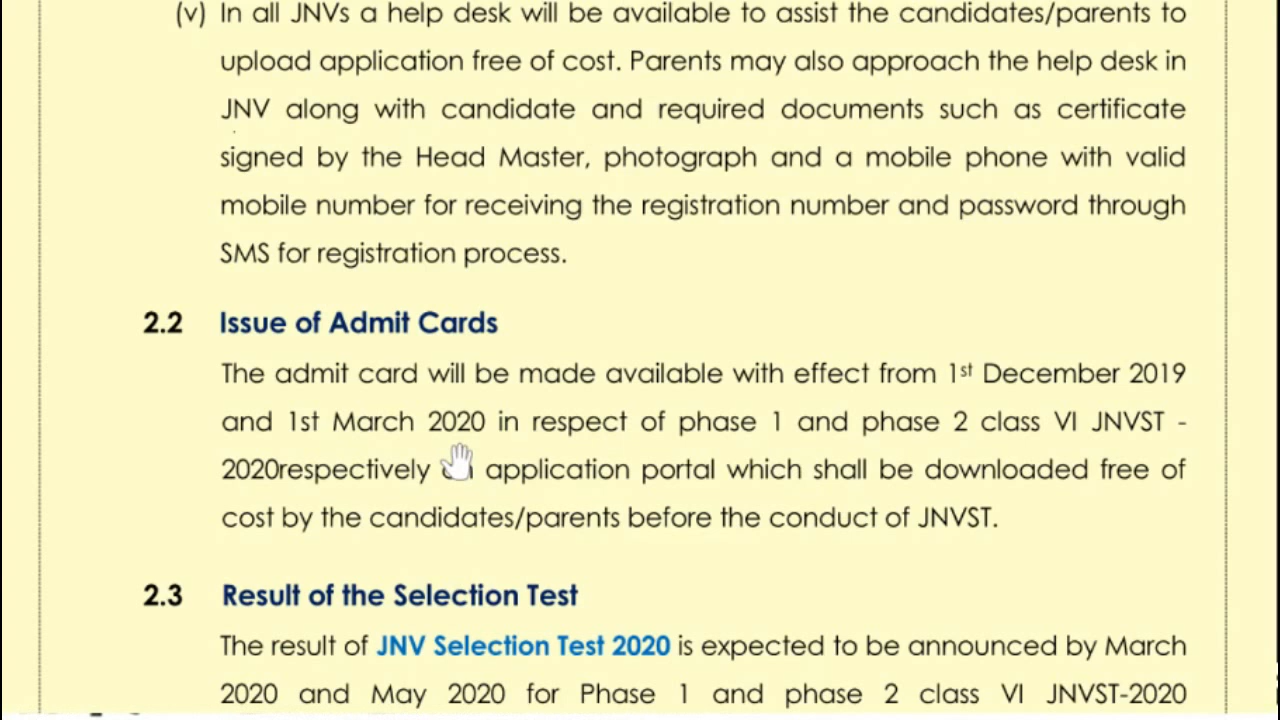 (v) In all JNVs a help desk will be available to assist the candidates/parents to
upload application free of cost. Parents may also approach the help desk in
JNV along with candidate and required documents such as certificate
signed by the Head Master, photograph and a mobile phone with valid
mobile number for receiving the registration number and password through
SMS for registration process.
2.2 Issue of Admit Cards
The admit card will be made available with effect from 1st December 2019
and 1st March 2020 in respect of phase 1 and phase 2 class VI JNVST -
2020respectively application portal which shall be downloaded free of
cost by the candidates/parents before the conduct of JNVST.
2.3 Result of the Selection Test
The result of JNV Selection Test 2020 is expected to be announced by March
2020 and May 2020 for Phase 1 and phase 2 class VI JNVST-2020